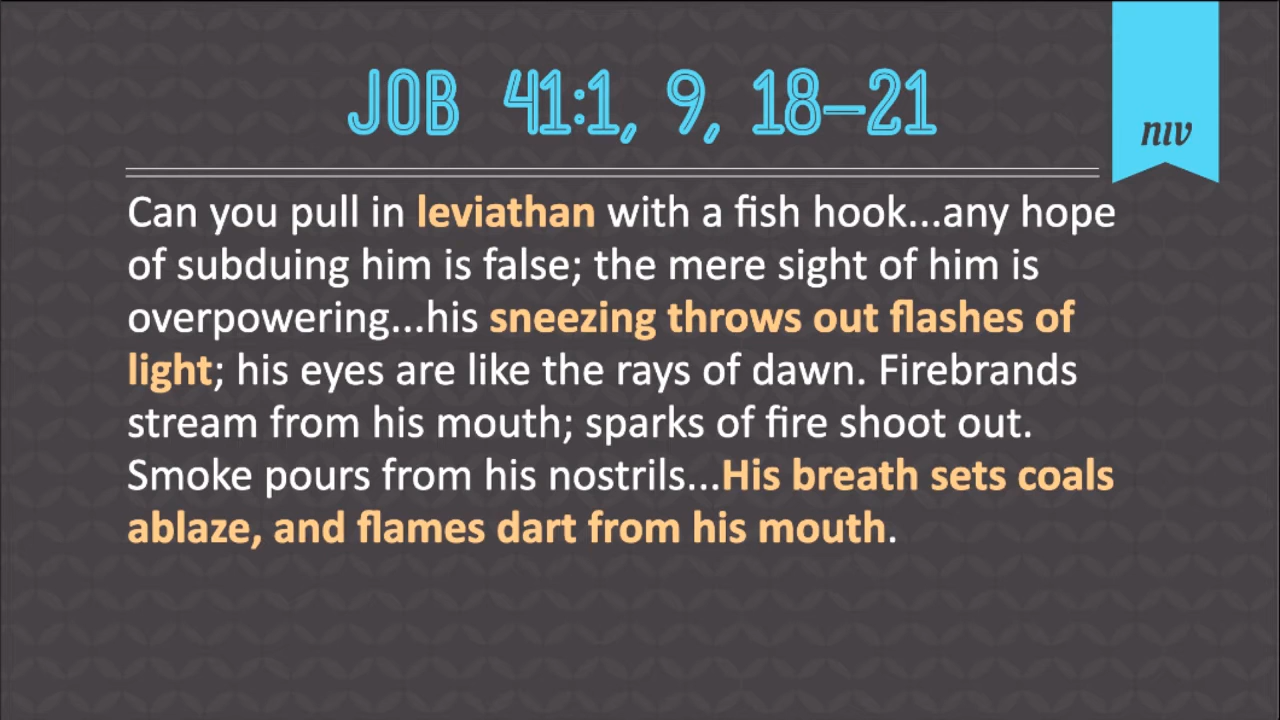 JOB 41:1, 9, 18–21
niv
Can you pull in leviathan with a fish hook...any hope
of subduing him is false; the mere sight of him is
overpowering...his sneezing throws out flashes of
light; his eyes are like the rays of dawn. Firebrands
stream from his mouth; sparks of fire shoot out.
Smoke pours from his nostrils...His breath sets coals
ablaze, and flames dart from his mouth.